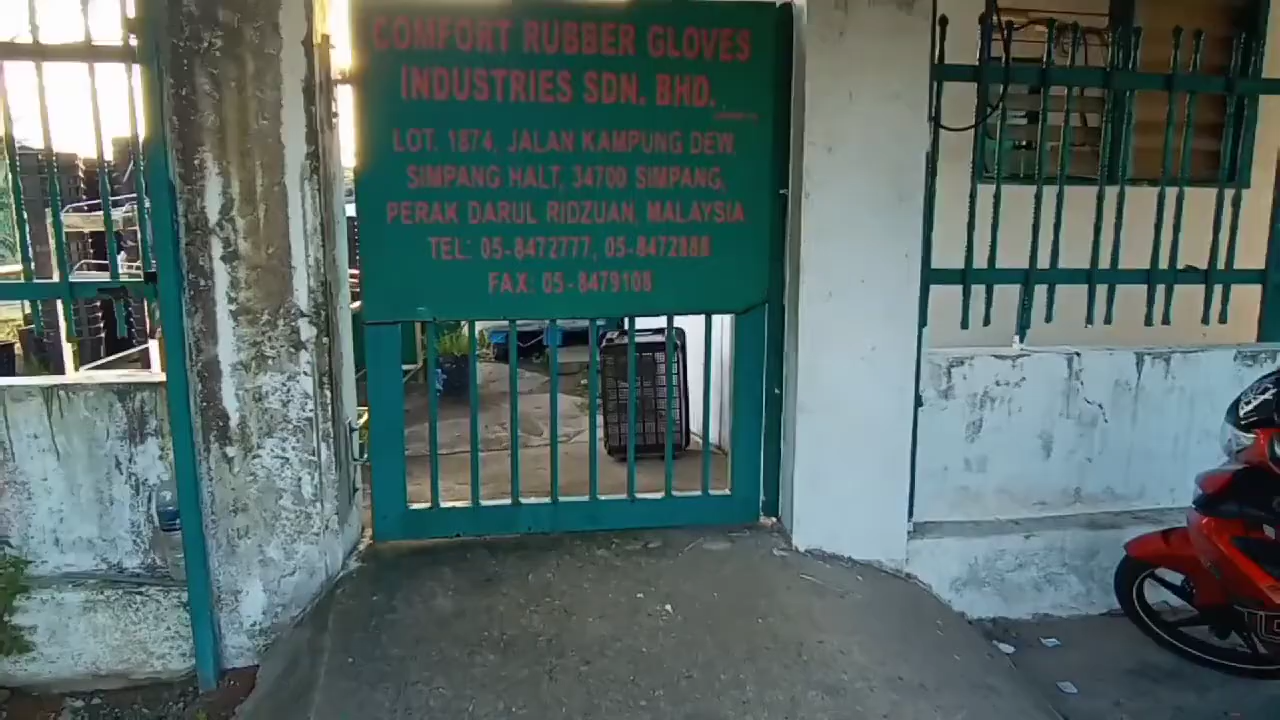 COMFORT RUBBER GLOVES
INDUSTRIES SDN. BHD.
LOT. 1874, JALAN KAMPUNG DEW,
SIMPANG HALT, 34700 SIMPANG,
PERAK DARUL RIDZUAN, MALAYSIA
TEL: 05-8472777, 05-8472888
FAX: 05-8479108